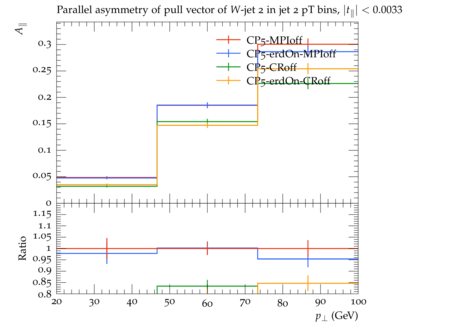 Parallel asymmetry of pull vector of W-jet 2 in jet 2 pT bins, |t∥| < 0.0033
A∥
CP5-MPIoff
CP5-erdOn-MPIoff
CP5-CRoff
CP5-erdOn-CRoff
0.3
0.25
0.2
0.15
0.1
0.05
0
Ratio
1.15
1.1
1.05
1
0.95
0.9
0.85
0.8
20 30 40 50 60 70 80 90 100
p⊥ (GeV)